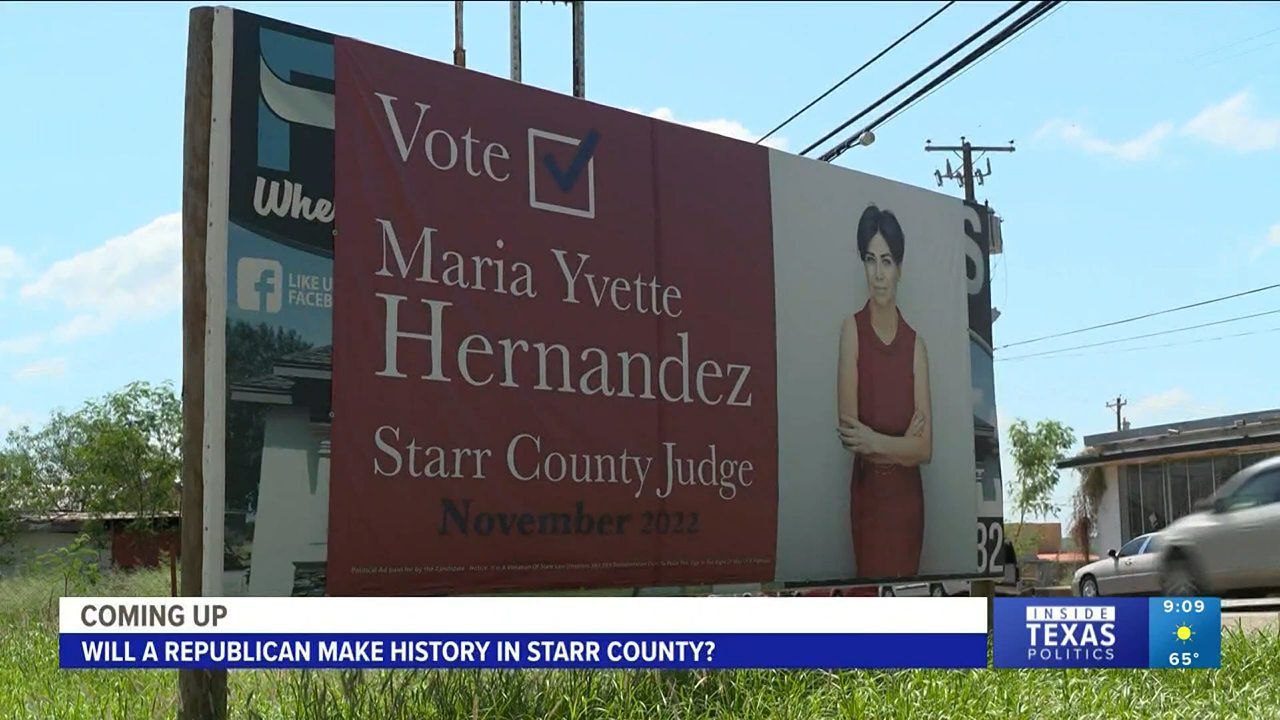 Vote
Maria Yvette
Hernandez
Starr County Judge
November 2022
Whe
LIKE U
FACEB
S
32
COMING UP
WILL A REPUBLICAN MAKE HISTORY IN STARR COUNTY?
INSIDE
TEXAS
POLITICS
9:09
65°